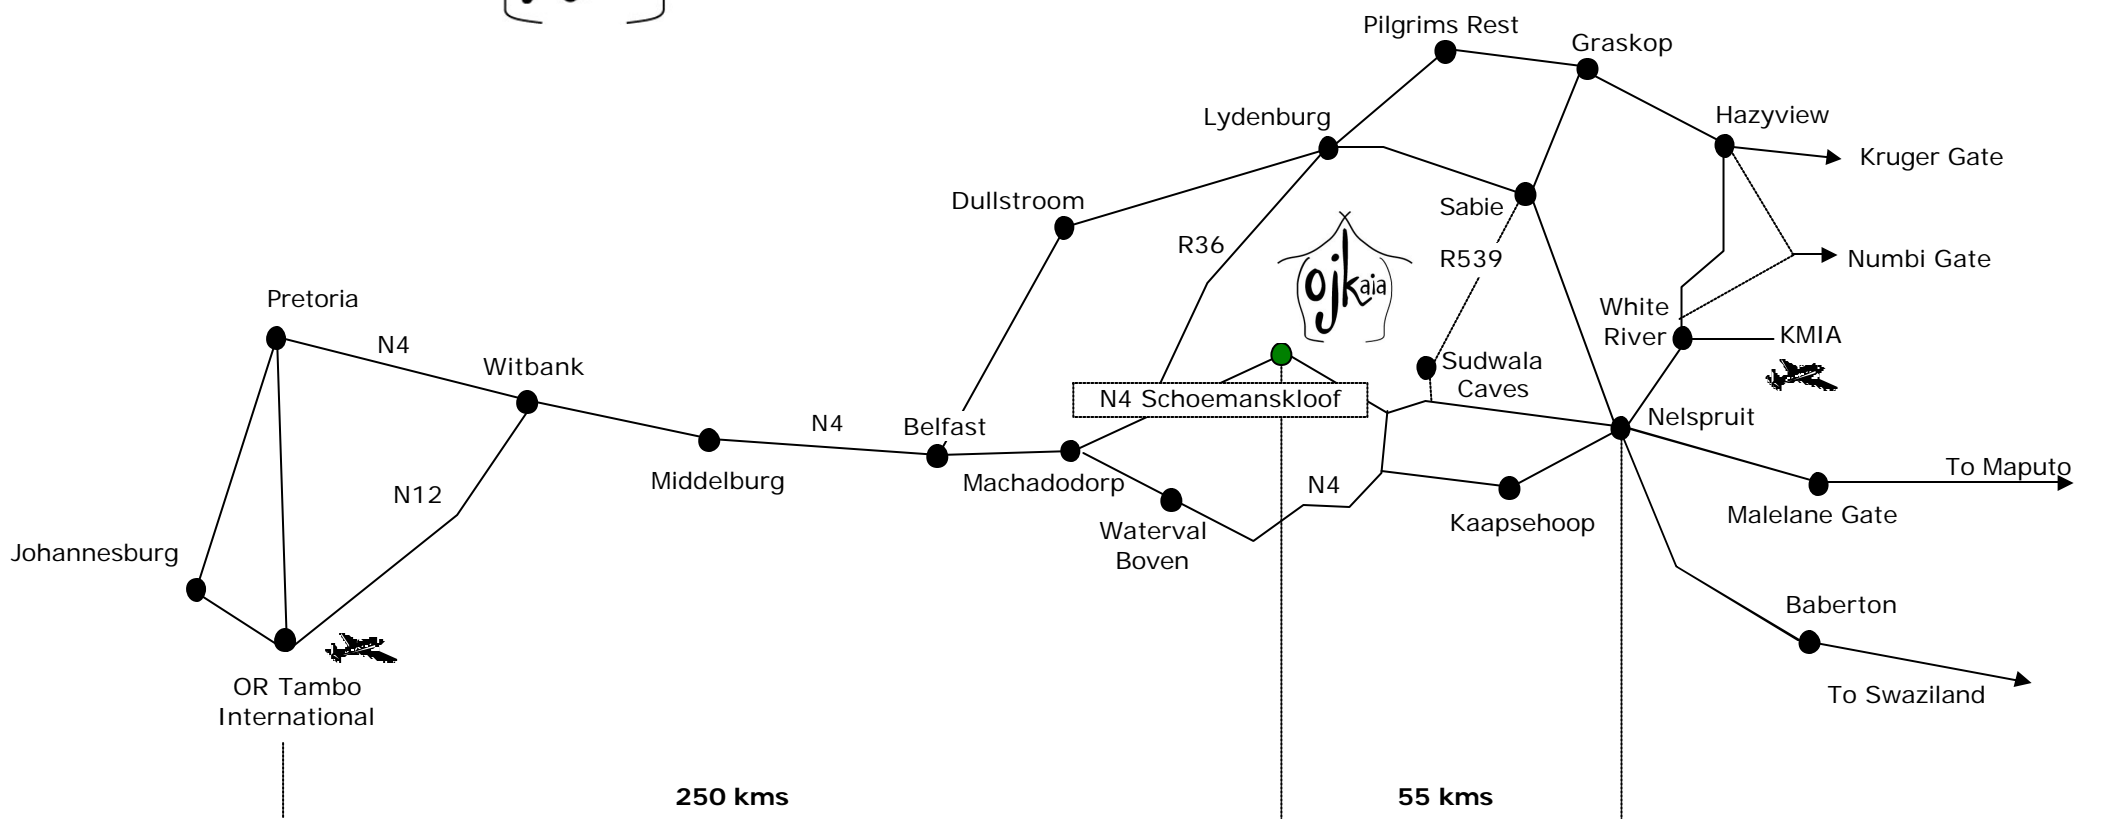 Pilgrims Rest
Graskop
Lydenburg
Hazyview
Kruger Gate
Dullstroom
Sabie
R36
R539
Numbi Gate
ojkaia
Pretoria
White
River
KMIA
N4
Witbank
Sudwala
Caves
N4 Schoemanskloof
Nelspruit
N4
Belfast
Machadodorp
Middelburg
To Maputo
N12
N4
Malelane Gate
Kaapsehoop
Waterval
Boven
Johannesburg
Baberton
OR Tambo
International
To Swaziland
250 kms
55 kms